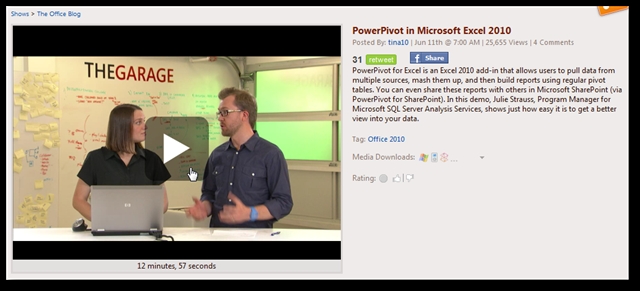 Shows > The Office Blog
THEGARAGE
hp
12 minutes, 57 seconds
PowerPivot in Microsoft Excel 2010
Posted By: tina10 | Jun 11th @ 7:00 AM | 25,655 Views | 4 Comments
31 retweet f Share
PowerPivot for Excel is an Excel 2010 add-in that allows users to pull data from
multiple sources, mash them up, and then build reports using regular pivot
tables. You can even share these reports with others in Microsoft SharePoint (via
PowerPivot for SharePoint). In this demo, Julie Strauss, Program Manager for
Microsoft SQL Server Analysis Services, shows just how easy it is to get a better
view into your data.
Tag: Office 2010
Media Downloads: ...
Rating: